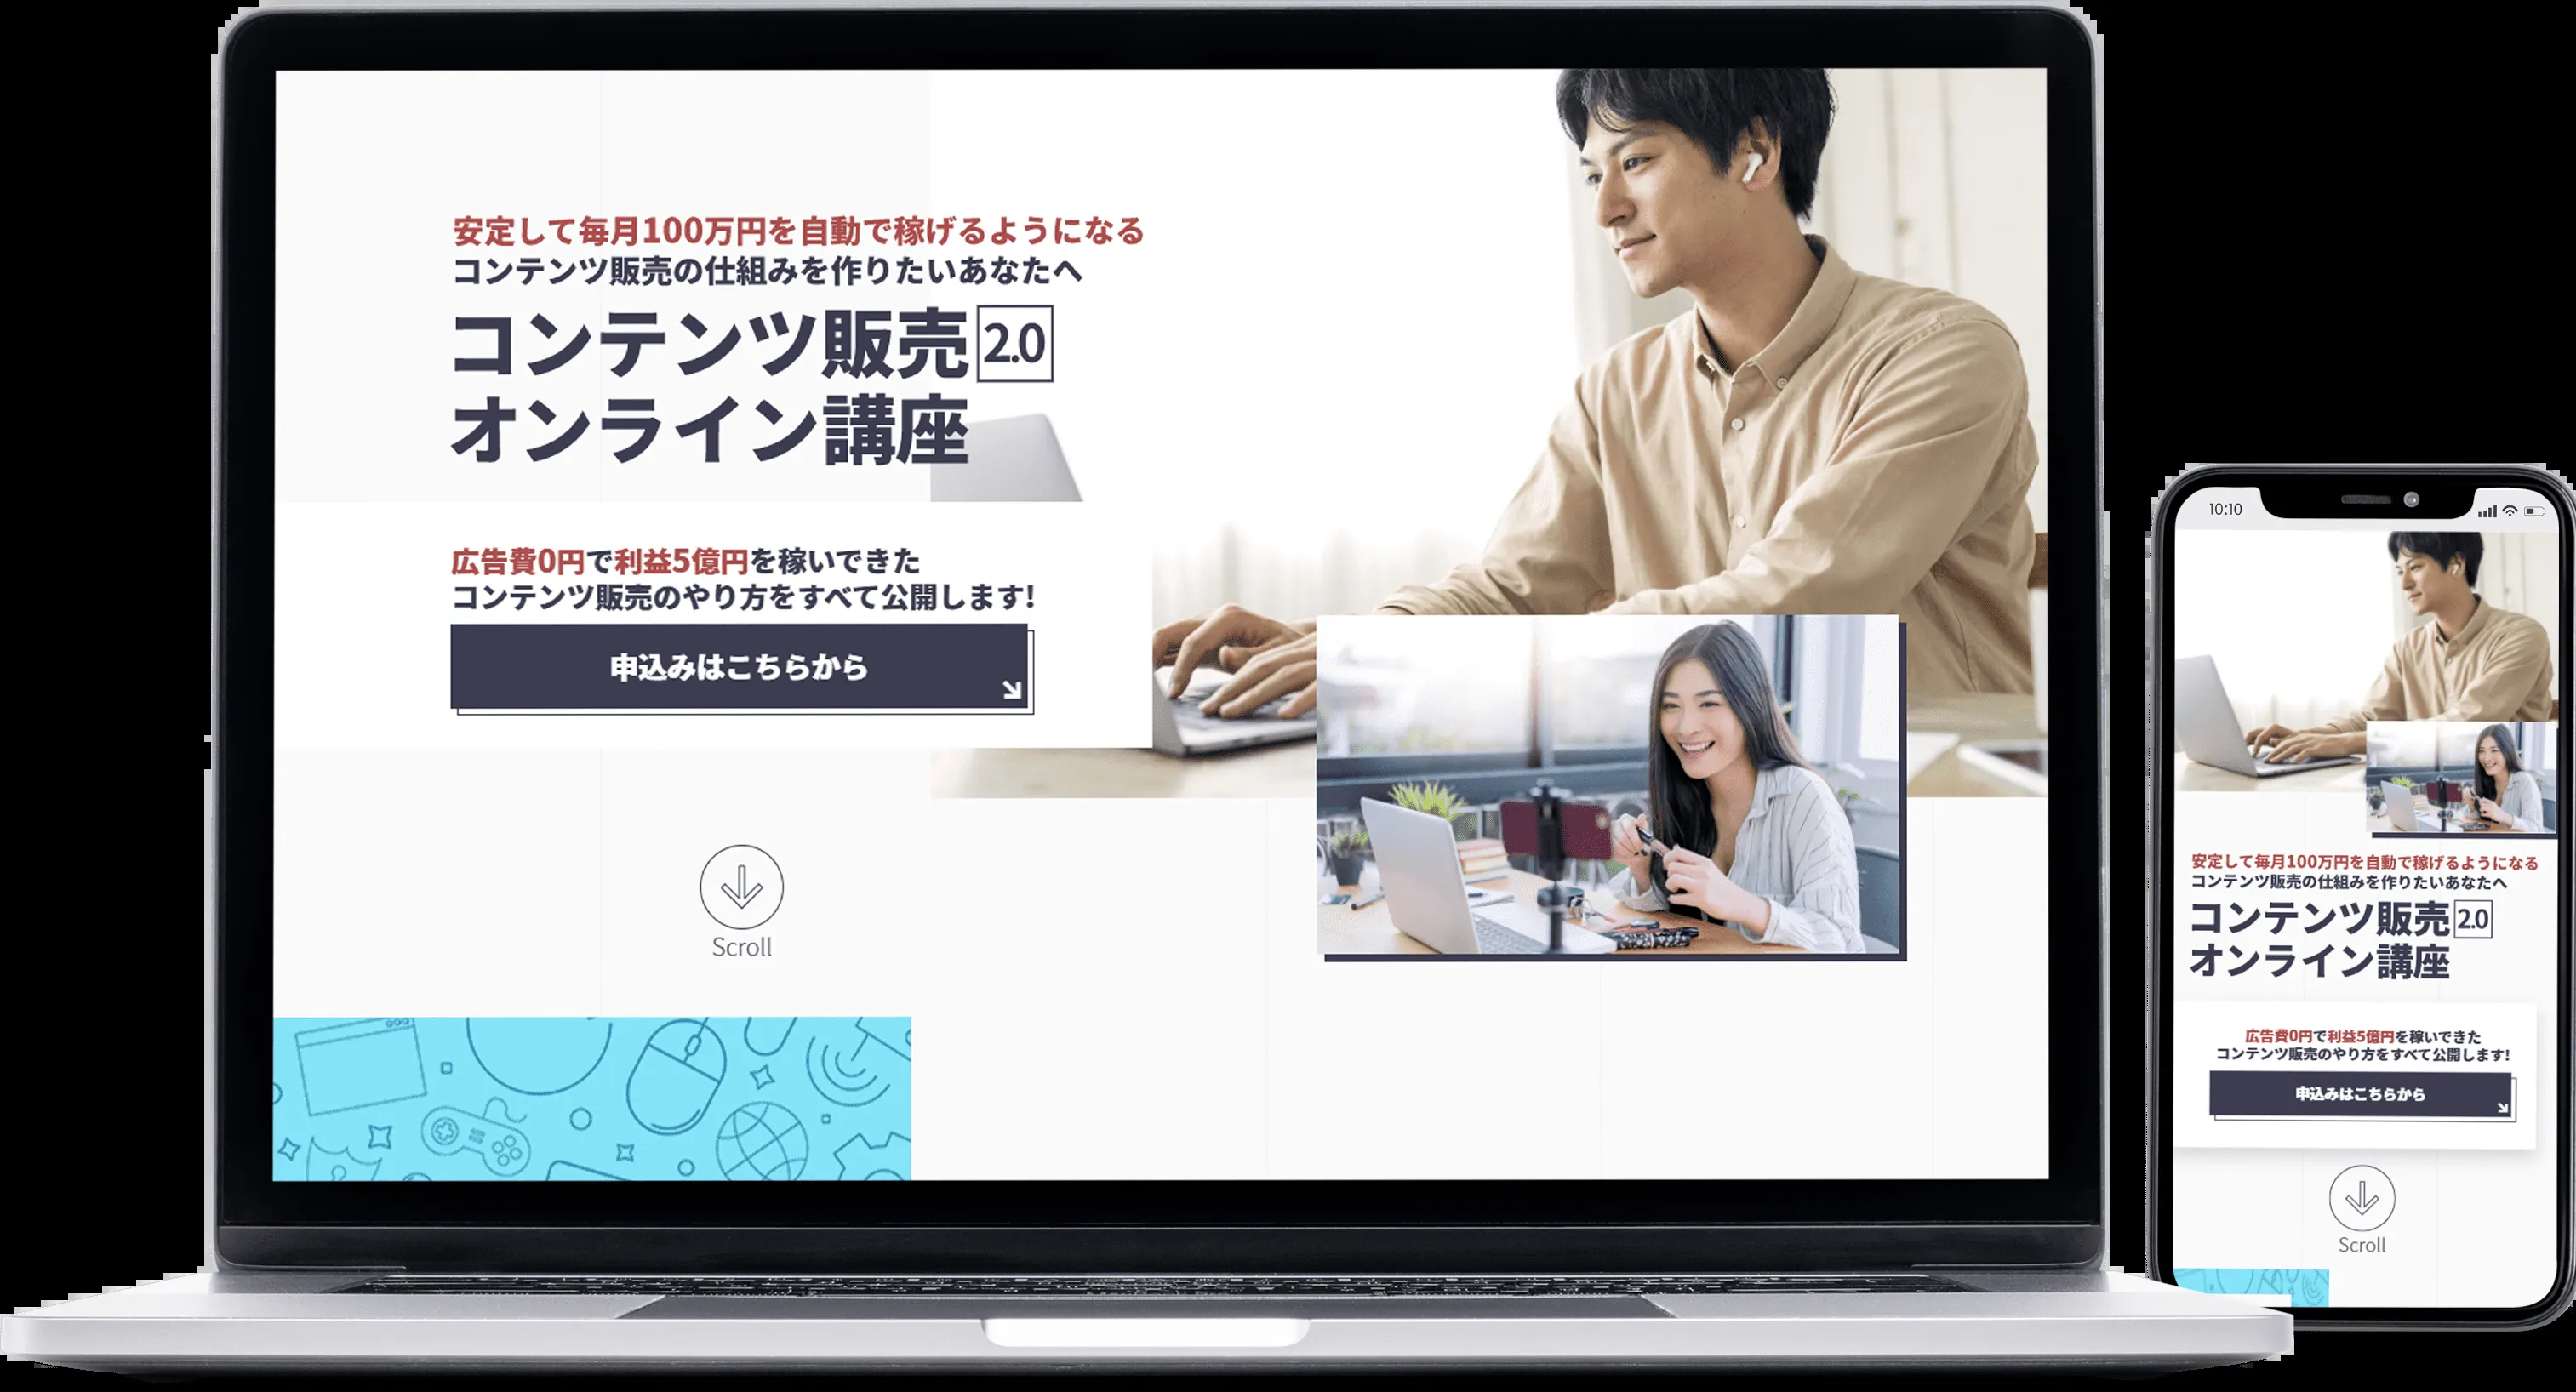 安定して毎月100万円を自動で稼げるようになる
コンテンツ販売の仕組みを作りたいあなたへ
コンテンツ販売2.0
オンライン講座
広告費0円で利益5億円を稼いできた
コンテンツ販売のやり方をすべて公開します!
申込みはこちらから
Scroll
10:10
安定して毎月100万円を自動で稼げるようになる
コンテンツ販売の仕組みを作りたいあなたへ
コンテンツ販売2.0
オンライン講座
広告費0円で利益5億円を稼いできた
コンテンツ販売のやり方をすべて公開します!
申込みはこちらから
Scroll